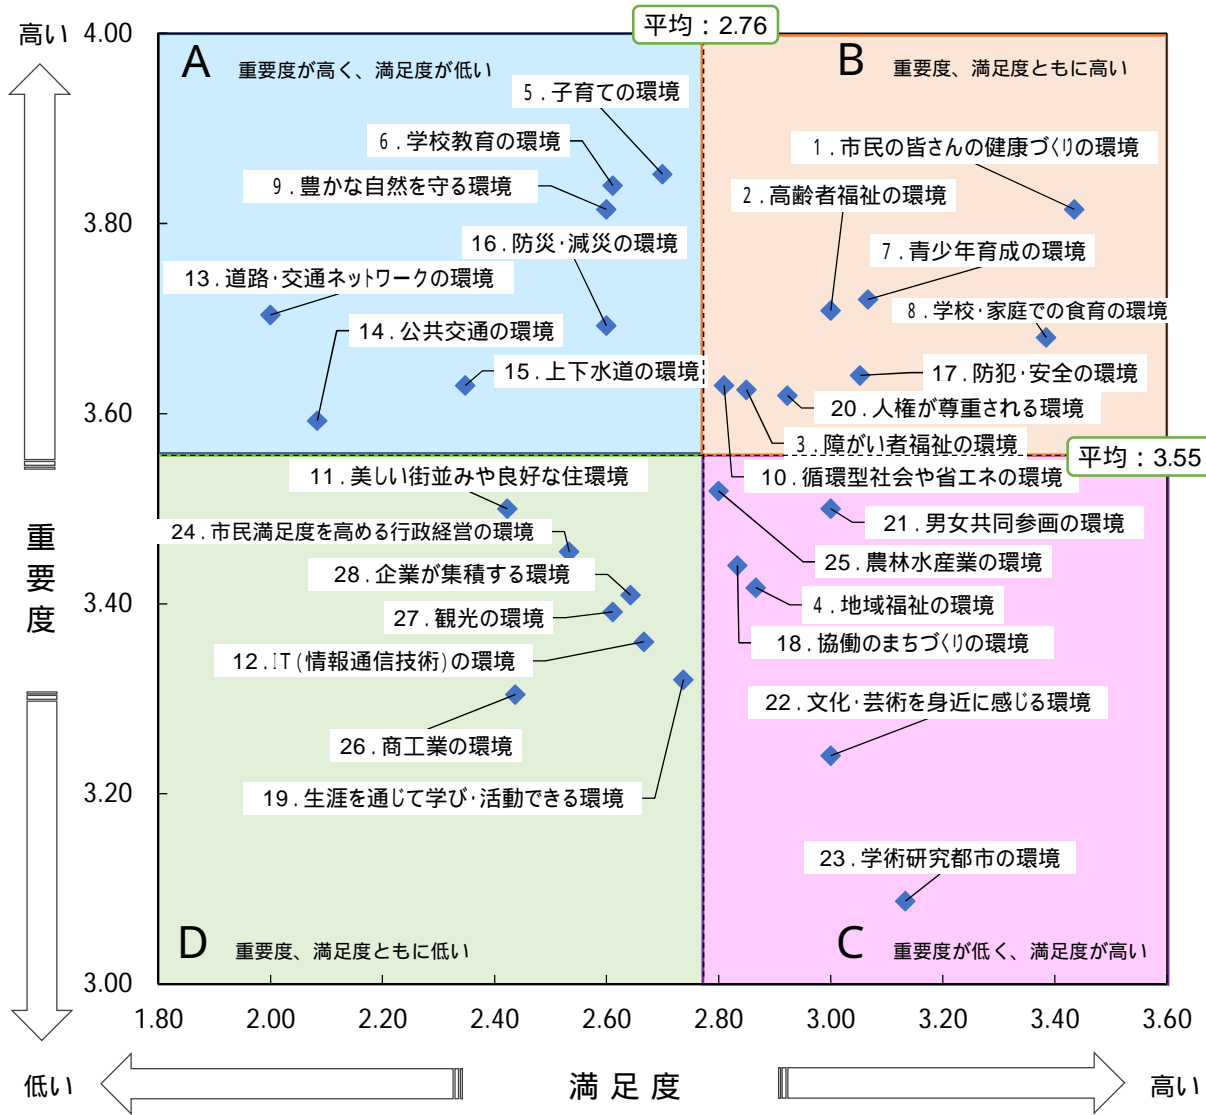 平均：2.76
高い
4.00
A 重要度が高く、満足度が低い
B 重要度、満足度ともに高い
5．子育ての環境
6．学校教育の環境
1．市民の皆さんの健康づくりの環境
9．豊かな自然を守る環境
2．高齢者福祉の環境
3.80
16．防災･減災の環境
7．青少年育成の環境
13．道路･交通ネットワークの環境
8．学校･家庭での食育の環境
14．公共交通の環境
15．上下水道の環境
17．防犯･安全の環境
3.60
20．人権が尊重される環境
3．障がい者福祉の環境
平均：3.55
11．美しい街並みや良好な住環境
10．循環型社会や省エネの環境
重要度
24．市民満足度を高める行政経営の環境
21．男女共同参画の環境
28．企業が集積する環境
25．農林水産業の環境
3.40
27．観光の環境
4．地域福祉の環境
12．IT(情報通信技術)の環境
18．協働のまちづくりの環境
22．文化･芸術を身近に感じる環境
26．商工業の環境
3.20
19．生涯を通じて学び･活動できる環境
23．学術研究都市の環境
D 重要度、満足度ともに低い
C 重要度が低く、満足度が高い
3.00
1.80 2.00 2.20 2.40 2.60 2.80 3.00 3.20 3.40 3.60
低い 満足度 高い